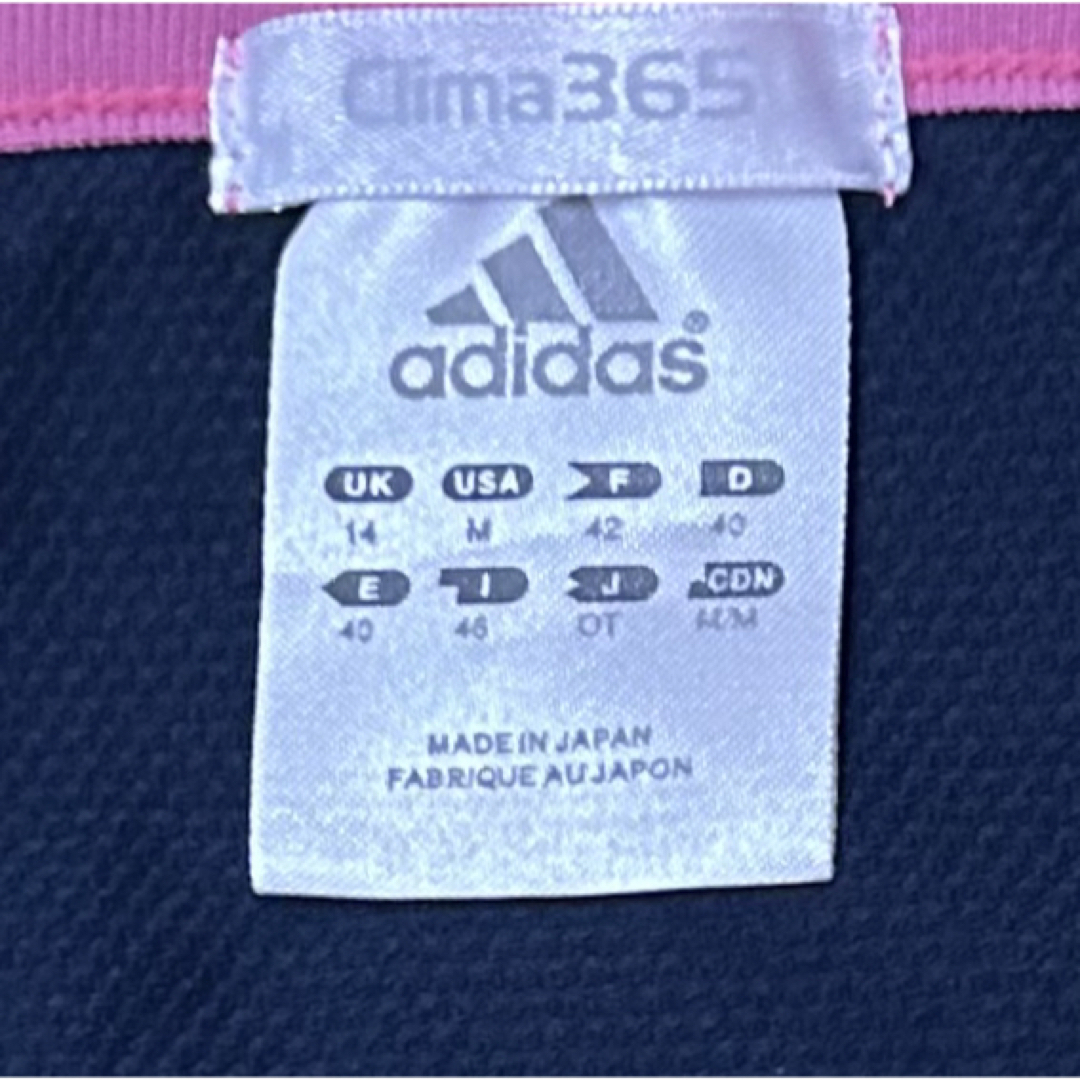 Clima365
adidas®
UK USA F D
14 M 42 40
E I J CDN
40 46 OT M/M
MADE IN JAPAN
FABRIQUE AU JAPON